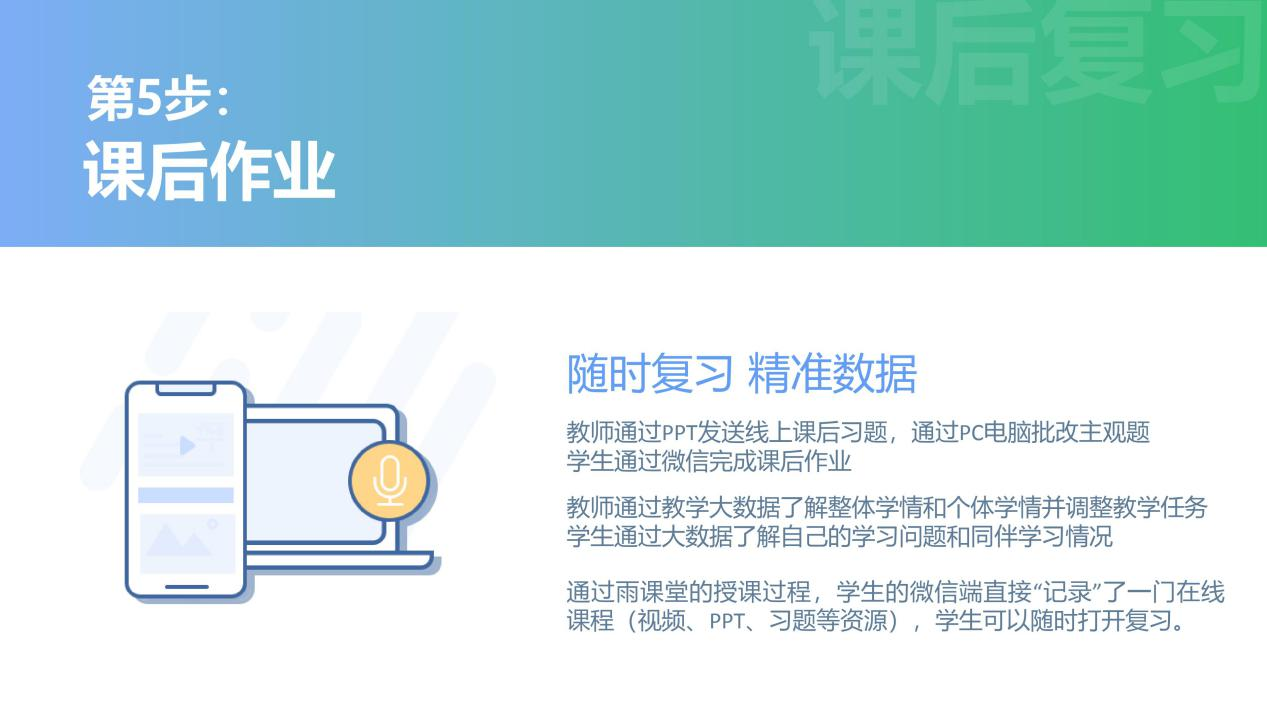 课后复习
第5步：
课后作业
随时复习 精准数据
教师通过PPT发送线上课后习题，通过PC电脑批改主观题
学生通过微信完成课后作业
教师通过教学大数据了解整体学情和个体学情并调整教学任务
学生通过大数据了解自己的学习问题和同伴学习情况
通过雨课堂的授课过程，学生的微信端直接“记录”了一门在线
课程（视频、PPT、习题等资源），学生可以随时打开复习。